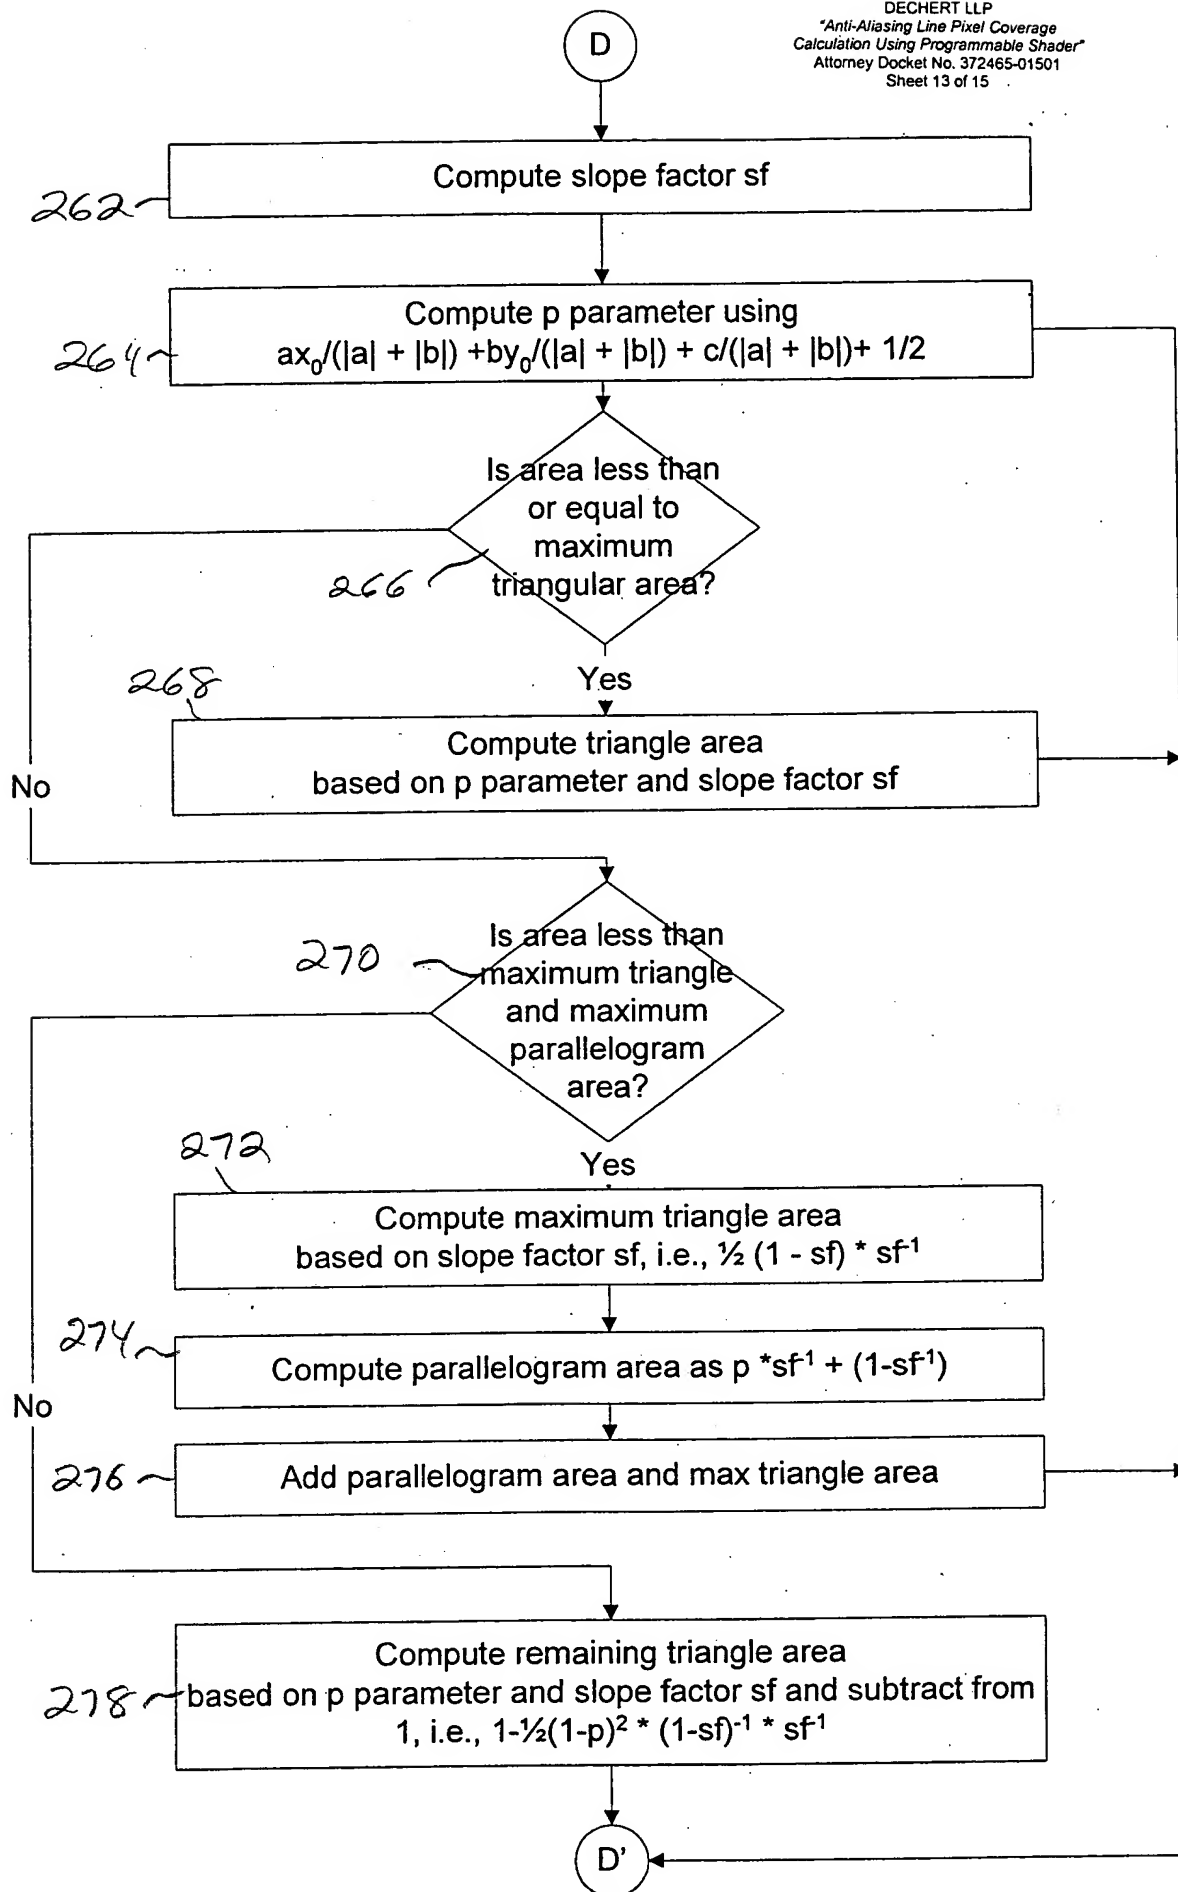 DECHERT LLP
"Anti-Aliasing Line Pixel Coverage
Calculation Using Programmable Shader"
Attorney Docket No. 372465-01501
Sheet 13 of 15
D
Compute slope factor sf
262
Compute p parameter using
ax₀/(|a| + |b|) +by₀/(|a| + |b|) + c/(|a| + |b|)+ 1/2
264
Is area less than
or equal to
maximum
triangular area?
266
Yes
268
Compute triangle area
based on p parameter and slope factor sf
No
Is area less than
maximum triangle
and maximum
parallelogram
area?
270
Yes
272
Compute maximum triangle area
based on slope factor sf, i.e., ½ (1 - sf) * sf⁻¹
274
Compute parallelogram area as p *sf⁻¹ + (1-sf⁻¹)
No
276
Add parallelogram area and max triangle area
Compute remaining triangle area
278
based on p parameter and slope factor sf and subtract from
1, i.e., 1-½(1-p)² * (1-sf)⁻¹ * sf⁻¹
D'